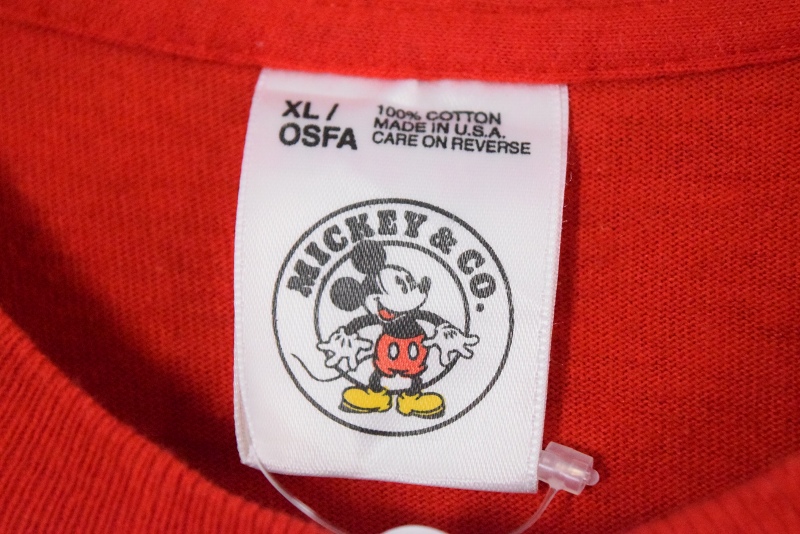 XL /
OSFA
100% COTTON
MADE IN U.S.A.
CARE ON REVERSE
MICKEY & CO.